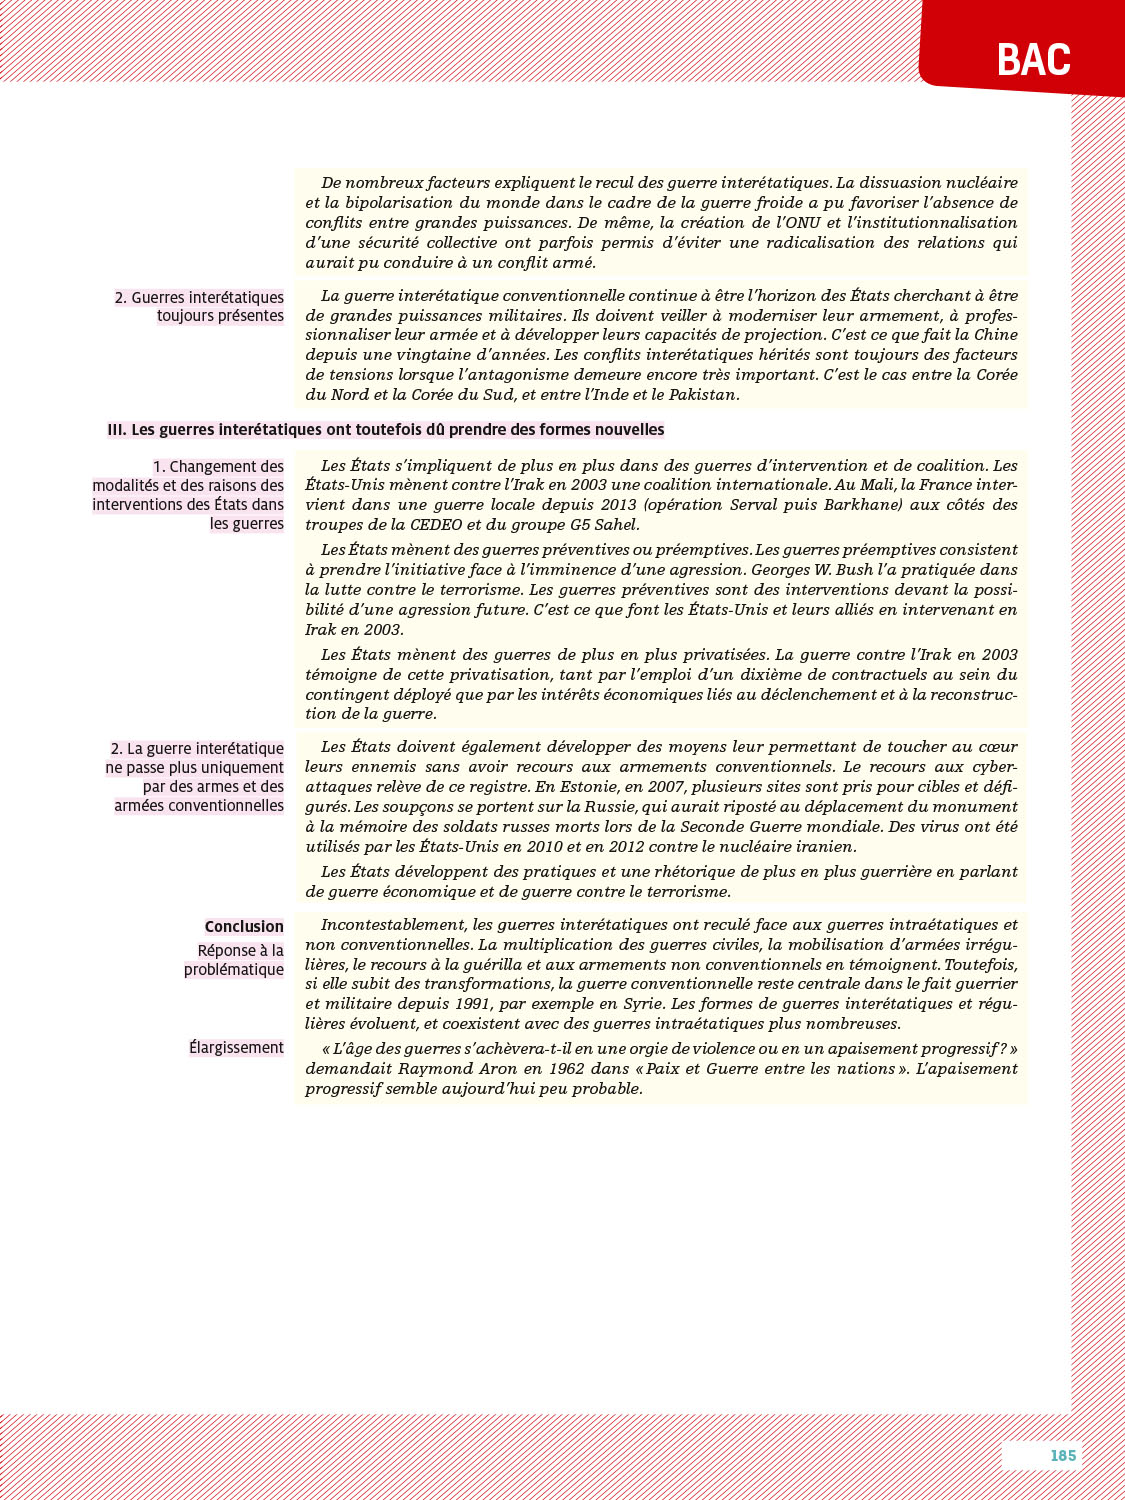 BAC
De nombreux facteurs expliquent le recul des guerre interétatiques. La dissuasion nucléaire
et la bipolarisation du monde dans le cadre de la guerre froide a pu favoriser l'absence de
conflits entre grandes puissances. De même, la création de l'ONU et l'institutionnalisation
d'une sécurité collective ont parfois permis d'éviter une radicalisation des relations qui
aurait pu conduire à un conflit armé.
2. Guerres interétatiques
toujours présentes
La guerre interétatique conventionnelle continue à être l'horizon des États cherchant à être
de grandes puissances militaires. Ils doivent veiller à moderniser leur armement, à profes-
sionnaliser leur armée et à développer leurs capacités de projection. C'est ce que fait la Chine
depuis une vingtaine d'années. Les conflits interétatiques hérités sont toujours des facteurs
de tensions lorsque l'antagonisme demeure encore très important. C'est le cas entre la Corée
du Nord et la Corée du Sud, et entre l'Inde et le Pakistan.
III. Les guerres interétatiques ont toutefois dû prendre des formes nouvelles
1. Changement des
modalités et des raisons des
interventions des États dans
les guerres
Les États s'impliquent de plus en plus dans des guerres d'intervention et de coalition. Les
États-Unis mènent contre l'Irak en 2003 une coalition internationale. Au Mali, la France inter-
vient dans une guerre locale depuis 2013 (opération Serval puis Barkhane) aux côtés des
troupes de la CEDEO et du groupe G5 Sahel.
Les États mènent des guerres préventives ou préemptives. Les guerres préemptives consistent
à prendre l'initiative face à l'imminence d'une agression. Georges W. Bush l'a pratiquée dans
la lutte contre le terrorisme. Les guerres préventives sont des interventions devant la possi-
bilité d'une agression future. C'est ce que font les États-Unis et leurs alliés en intervenant en
Irak en 2003.
Les États mènent des guerres de plus en plus privatisées. La guerre contre l'Irak en 2003
témoigne de cette privatisation, tant par l'emploi d'un dixième de contractuels au sein du
contingent déployé que par les intérêts économiques liés au déclenchement et à la reconstruc-
tion de la guerre.
2. La guerre interétatique
ne passe plus uniquement
par des armes et des
armées conventionnelles
Les États doivent également développer des moyens leur permettant de toucher au cœur
leurs ennemis sans avoir recours aux armements conventionnels. Le recours aux cyber-
attaques relève de ce registre. En Estonie, en 2007, plusieurs sites sont pris pour cibles et défi-
gurés. Les soupçons se portent sur la Russie, qui aurait riposté au déplacement du monument
à la mémoire des soldats russes morts lors de la Seconde Guerre mondiale. Des virus ont été
utilisés par les États-Unis en 2010 et en 2012 contre le nucléaire iranien.
Les États développent des pratiques et une rhétorique de plus en plus guerrière en parlant
de guerre économique et de guerre contre le terrorisme.
Conclusion
Réponse à la
problématique
Incontestablement, les guerres interétatiques ont reculé face aux guerres intraétatiques et
non conventionnelles. La multiplication des guerres civiles, la mobilisation d'armées irrégu-
lières, le recours à la guérilla et aux armements non conventionnels en témoignent. Toutefois,
si elle subit des transformations, la guerre conventionnelle reste centrale dans le fait guerrier
et militaire depuis 1991, par exemple en Syrie. Les formes de guerres interétatiques et régu-
lières évoluent, et coexistent avec des guerres intraétatiques plus nombreuses.
Élargissement
« L'âge des guerres s'achèvera-t-il en une orgie de violence ou en un apaisement progressif ? »
demandait Raymond Aron en 1962 dans « Paix et Guerre entre les nations ». L'apaisement
progressif semble aujourd'hui peu probable.
185